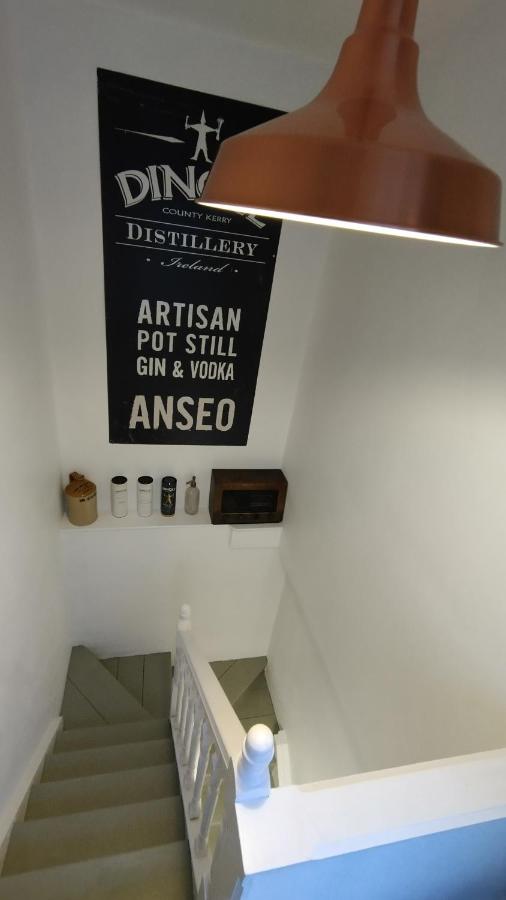 COUNTY KERRY
DISTILLERY
Ireland
ARTISAN
POT STILL
GIN & VODKA
ANSEO